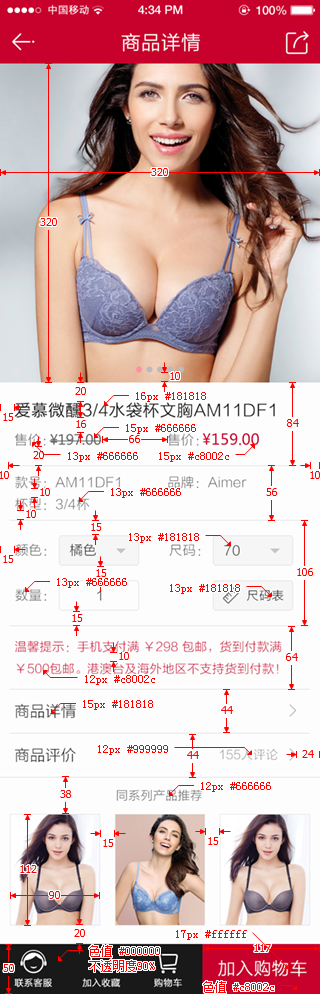 中国移动 4:34 PM 100%
商品详情
320
320
10
20
16px #181818
爱慕微醺3/4水袋杯文胸AM11DF1
15
16
15px #666666
84
售价: ¥197.00 66 售价: ¥159.00
20
13px #666666 15px #c8002c
10 10
款号: AM11DF1 品牌: Aimer
10
13px #666666
56
杯型: 3/4杯
10
15
13px #181818
15
颜色: 橘色 尺码: 70
15
106
13px #666666 13px #181818
数量: 1 尺码表
15
温馨提示: 手机支付满 ¥298 包邮，货到付款满
64
¥500包邮。港澳台及海外地区不支持货到付款!
10
12px #c8002c
15px #181818
商品详情
44
12px #999999
商品评价 44 155人评论 24
12px #666666
38
同系列产品推荐
15 15
112
90
20
17px #ffffff
117
色值 #000000
不透明度80%
50
联系客服 加入收藏 购物车 加入购物车
色值 #c8002c